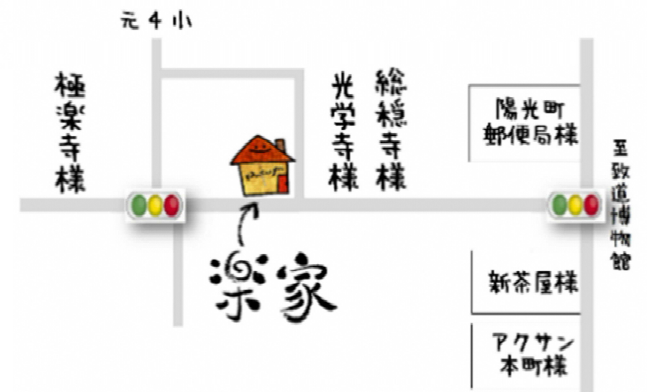 元4小
極楽寺様
光学寺様
総穏寺様
陽光町
郵便局様
至致道博物館
楽家
新茶屋様
アクサン
本町様